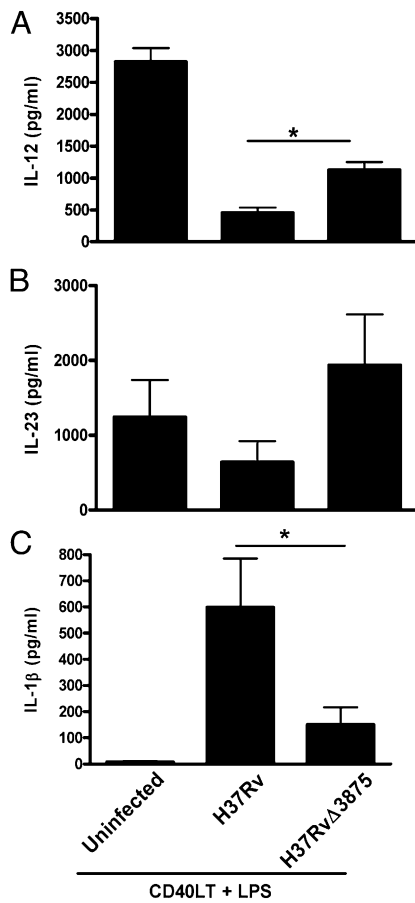 A
IL-12 (pg/ml)
3500
3000
2500
2000
1500
1000
500
0
*
B
IL-23 (pg/ml)
3000
2000
1000
0
C
IL-1β (pg/ml)
800
700
600
500
400
300
200
100
0
*
Uninfected
H37Rv
H37RvΔ3875
CD40LT + LPS